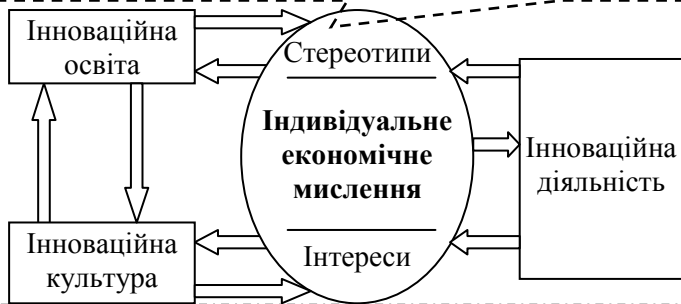 Інноваційна
освіта
Стереотипи
Індивідуальне
економічне
мислення
Інноваційна
діяльність
Інноваційна
культура
Інтереси